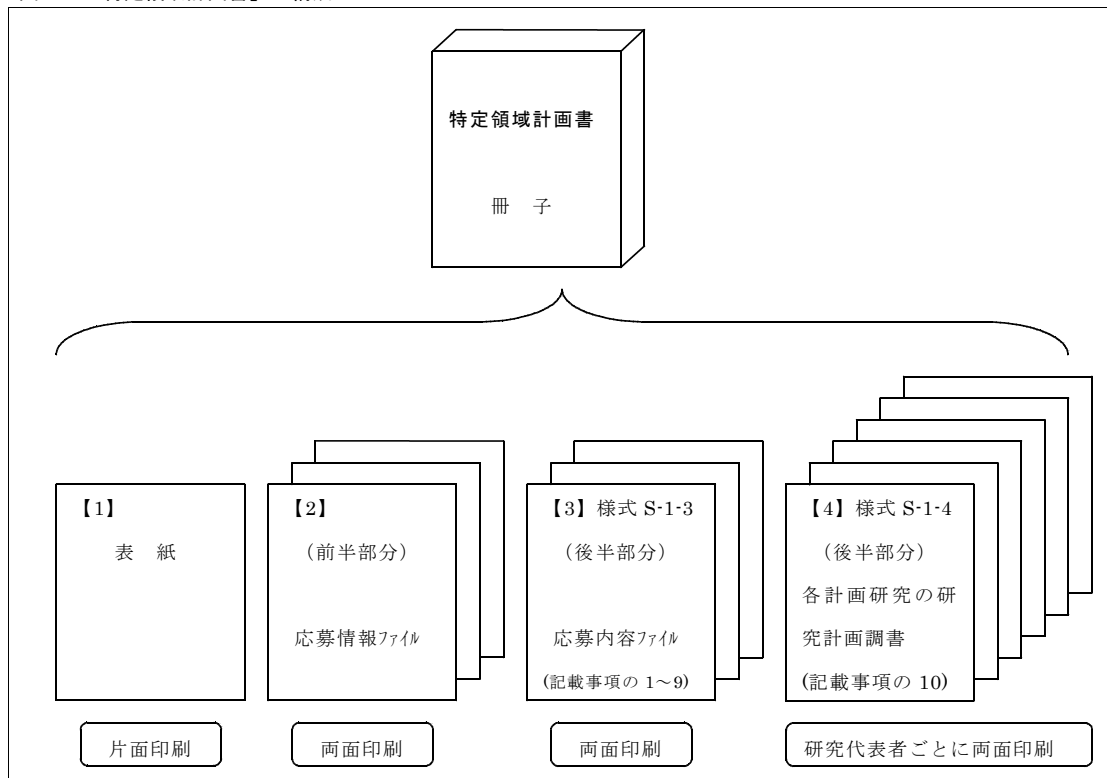 特定領域計画書
冊 子
【1】
表 紙
【2】
（前半部分）
応募情報ファイル
【3】様式 S-1-3
（後半部分）
応募内容ファイル
(記載事項の 1～9)
【4】様式 S-1-4
（後半部分）
各計画研究の研
究計画調書
(記載事項の 10)
片面印刷
両面印刷
両面印刷
研究代表者ごとに両面印刷